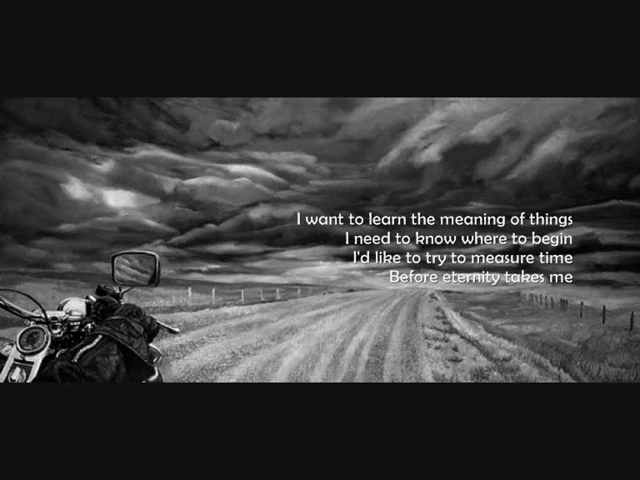 I want to learn the meaning of things
I need to know where to begin
I'd like to try to measure time
Before eternity takes me